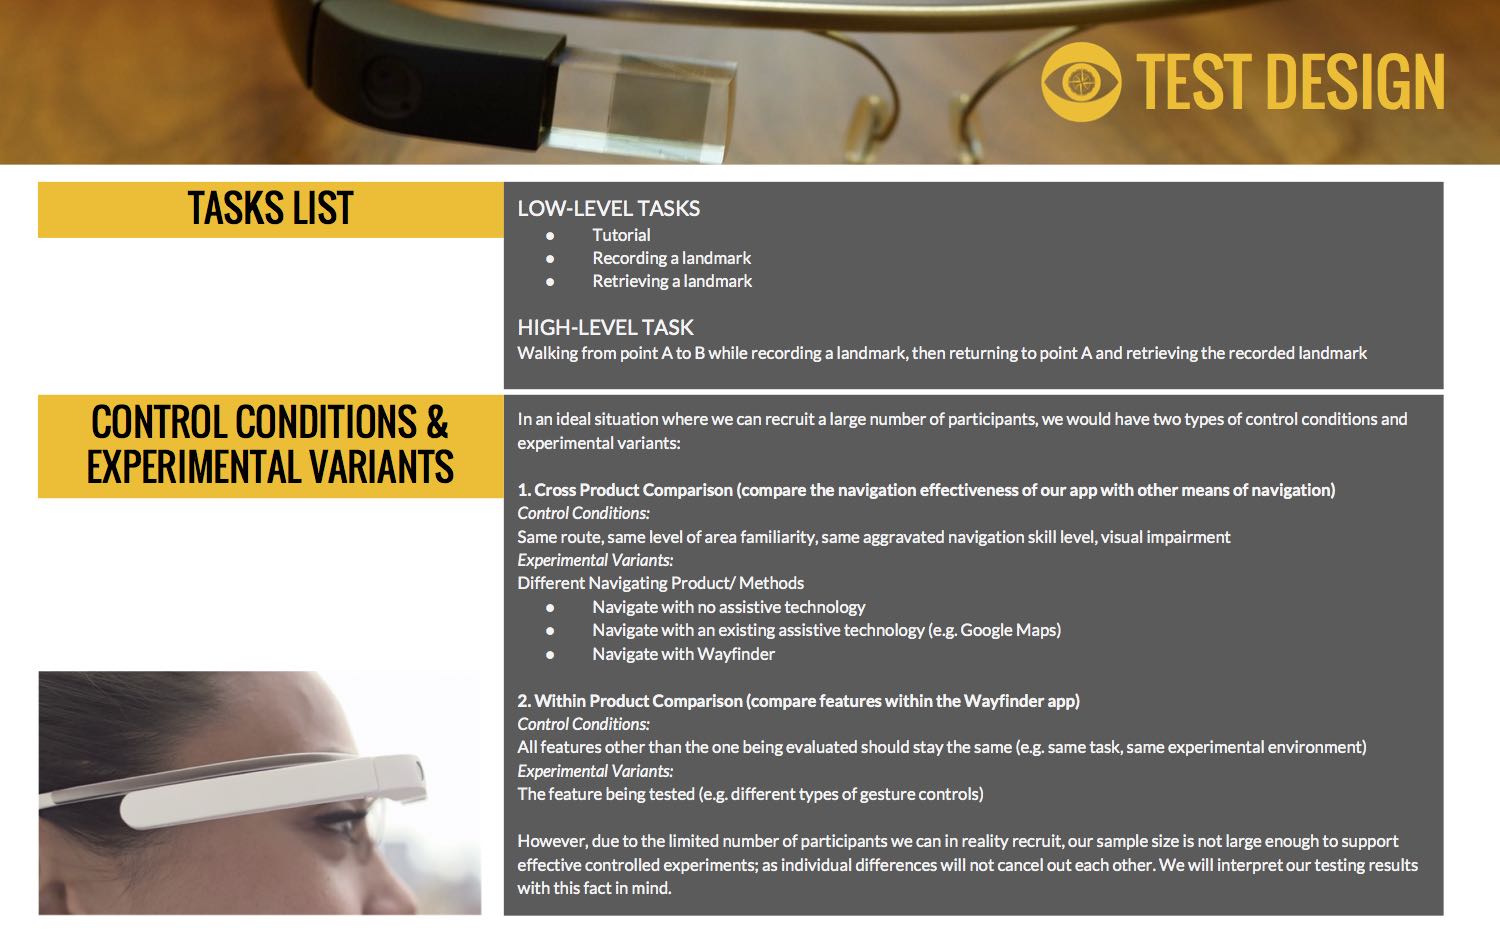 TEST DESIGN
TASKS LIST
LOW-LEVEL TASKS
● Tutorial
● Recording a landmark
● Retrieving a landmark
HIGH-LEVEL TASK
Walking from point A to B while recording a landmark, then returning to point A and retrieving the recorded landmark
CONTROL CONDITIONS &
EXPERIMENTAL VARIANTS
In an ideal situation where we can recruit a large number of participants, we would have two types of control conditions and
experimental variants:
1. Cross Product Comparison (compare the navigation effectiveness of our app with other means of navigation)
Control Conditions:
Same route, same level of area familiarity, same aggravated navigation skill level, visual impairment
Experimental Variants:
Different Navigating Product/ Methods
● Navigate with no assistive technology
● Navigate with an existing assistive technology (e.g. Google Maps)
● Navigate with Wayfinder
2. Within Product Comparison (compare features within the Wayfinder app)
Control Conditions:
All features other than the one being evaluated should stay the same (e.g. same task, same experimental environment)
Experimental Variants:
The feature being tested (e.g. different types of gesture controls)
However, due to the limited number of participants we can in reality recruit, our sample size is not large enough to support
effective controlled experiments; as individual differences will not cancel out each other. We will interpret our testing results
with this fact in mind.